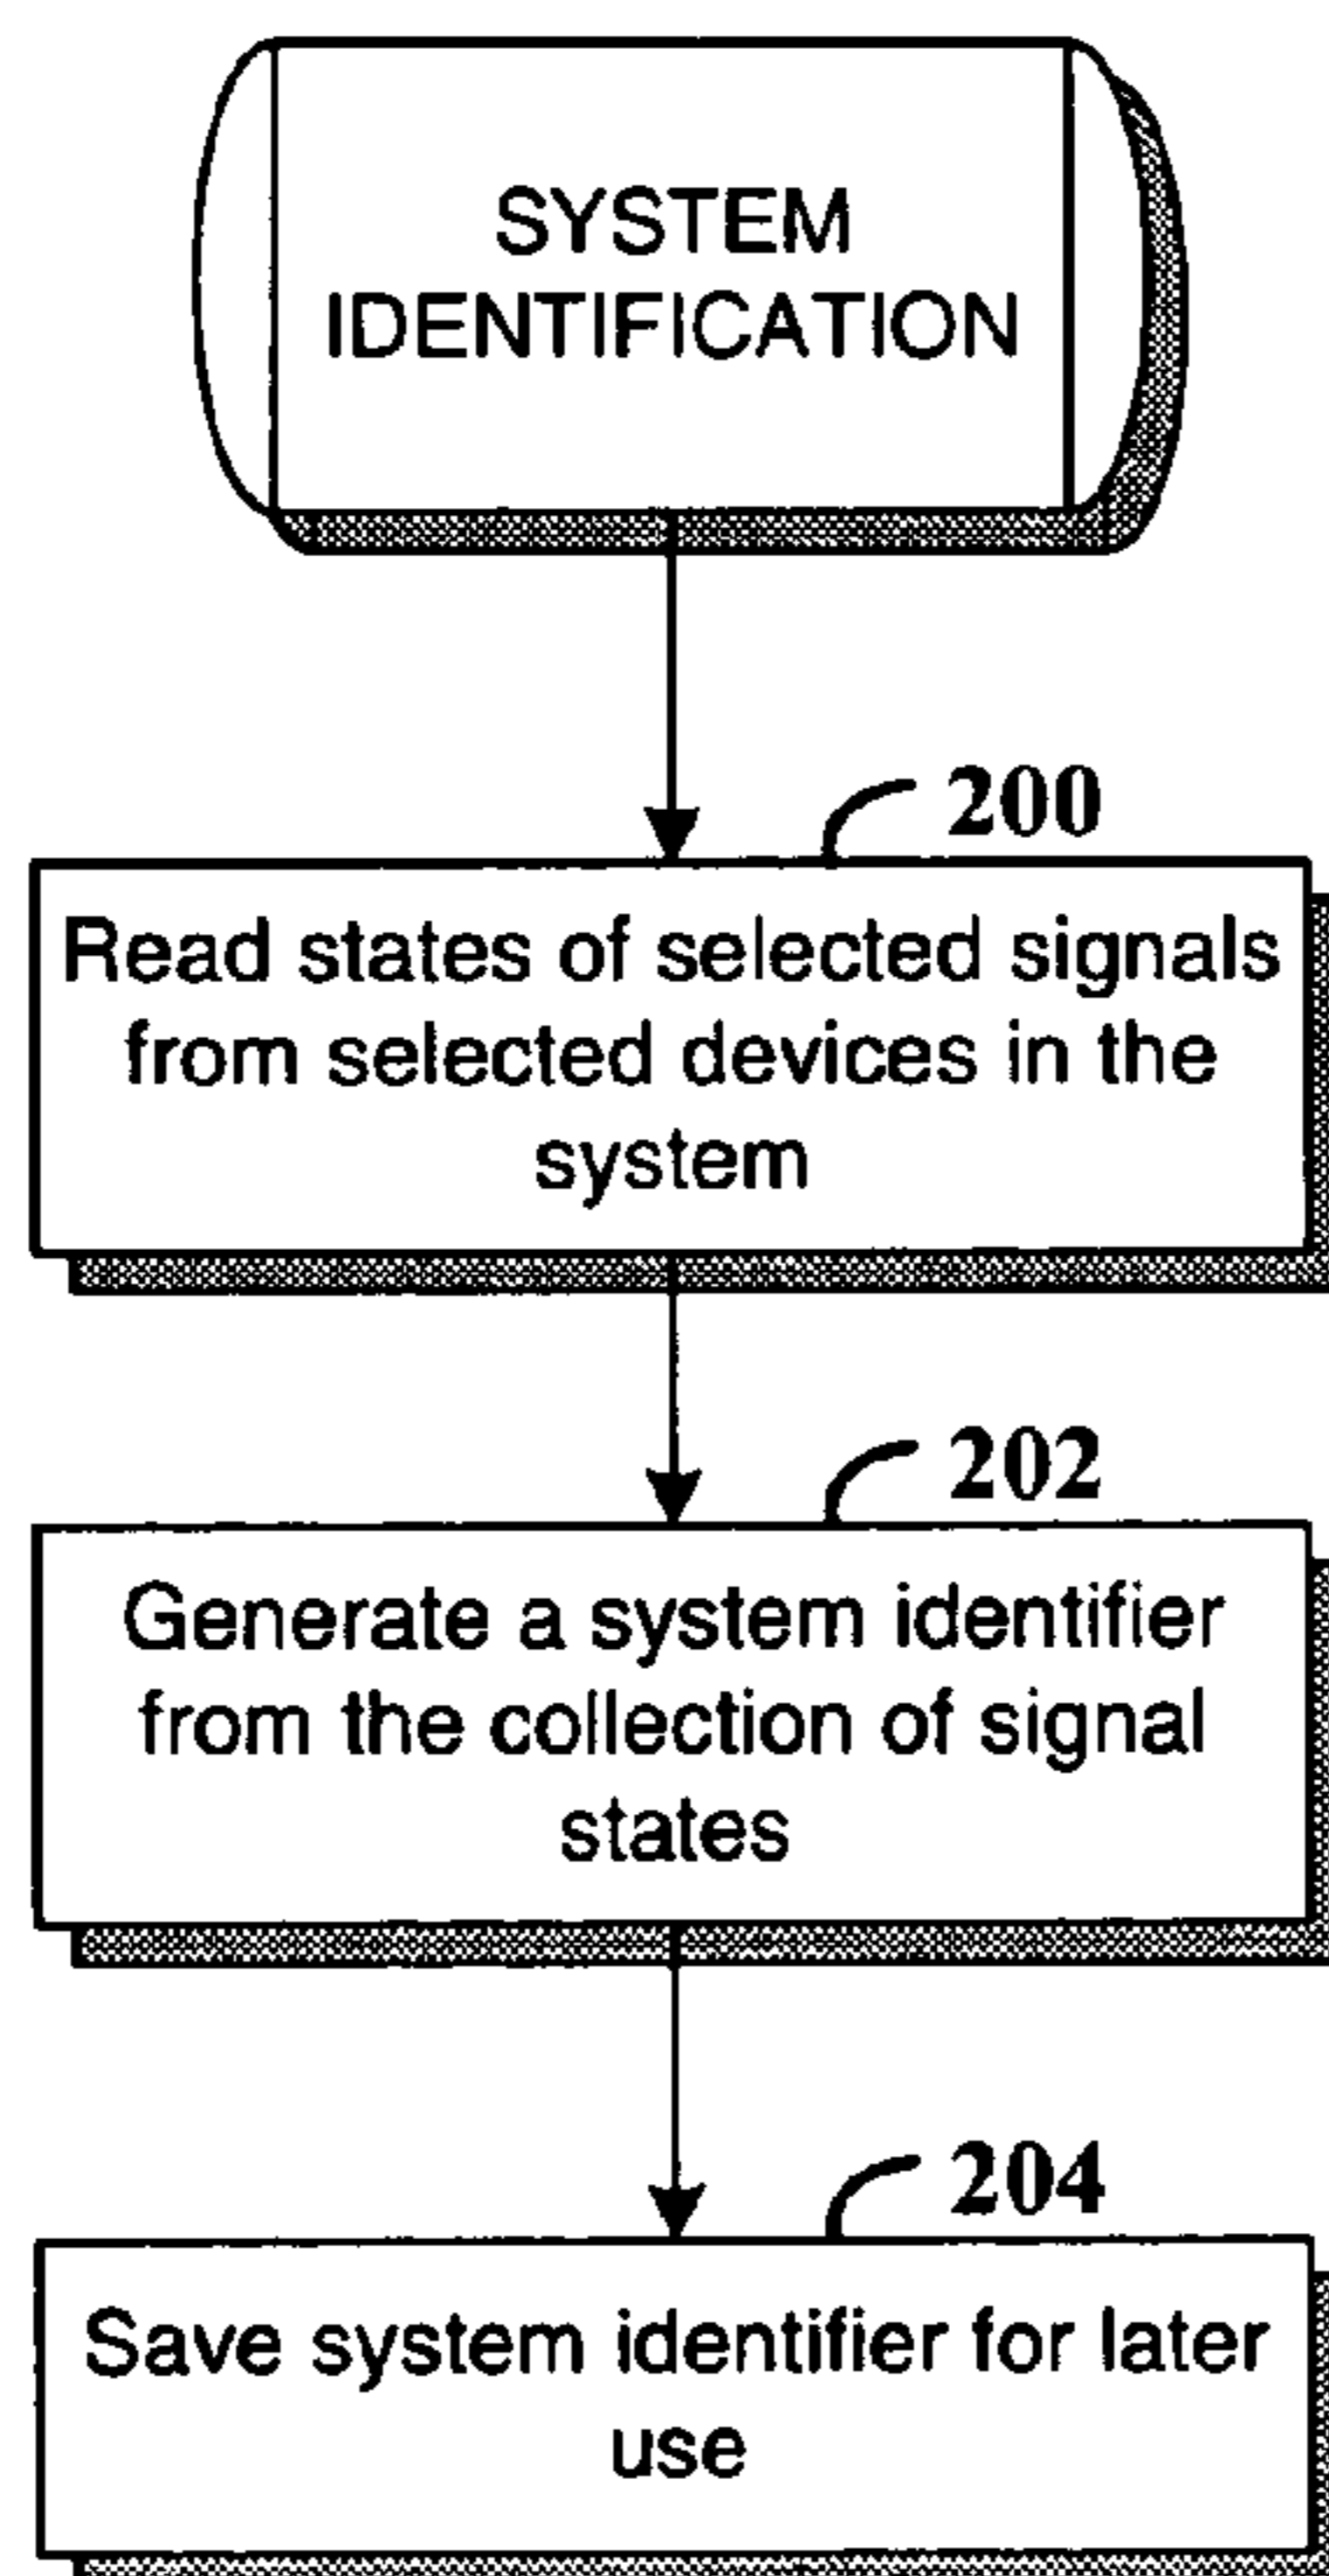 SYSTEM
IDENTIFICATION
200
Read states of selected signals
from selected devices in the
system
202
Generate a system identifier
from the collection of signal
states
204
Save system identifier for later
use